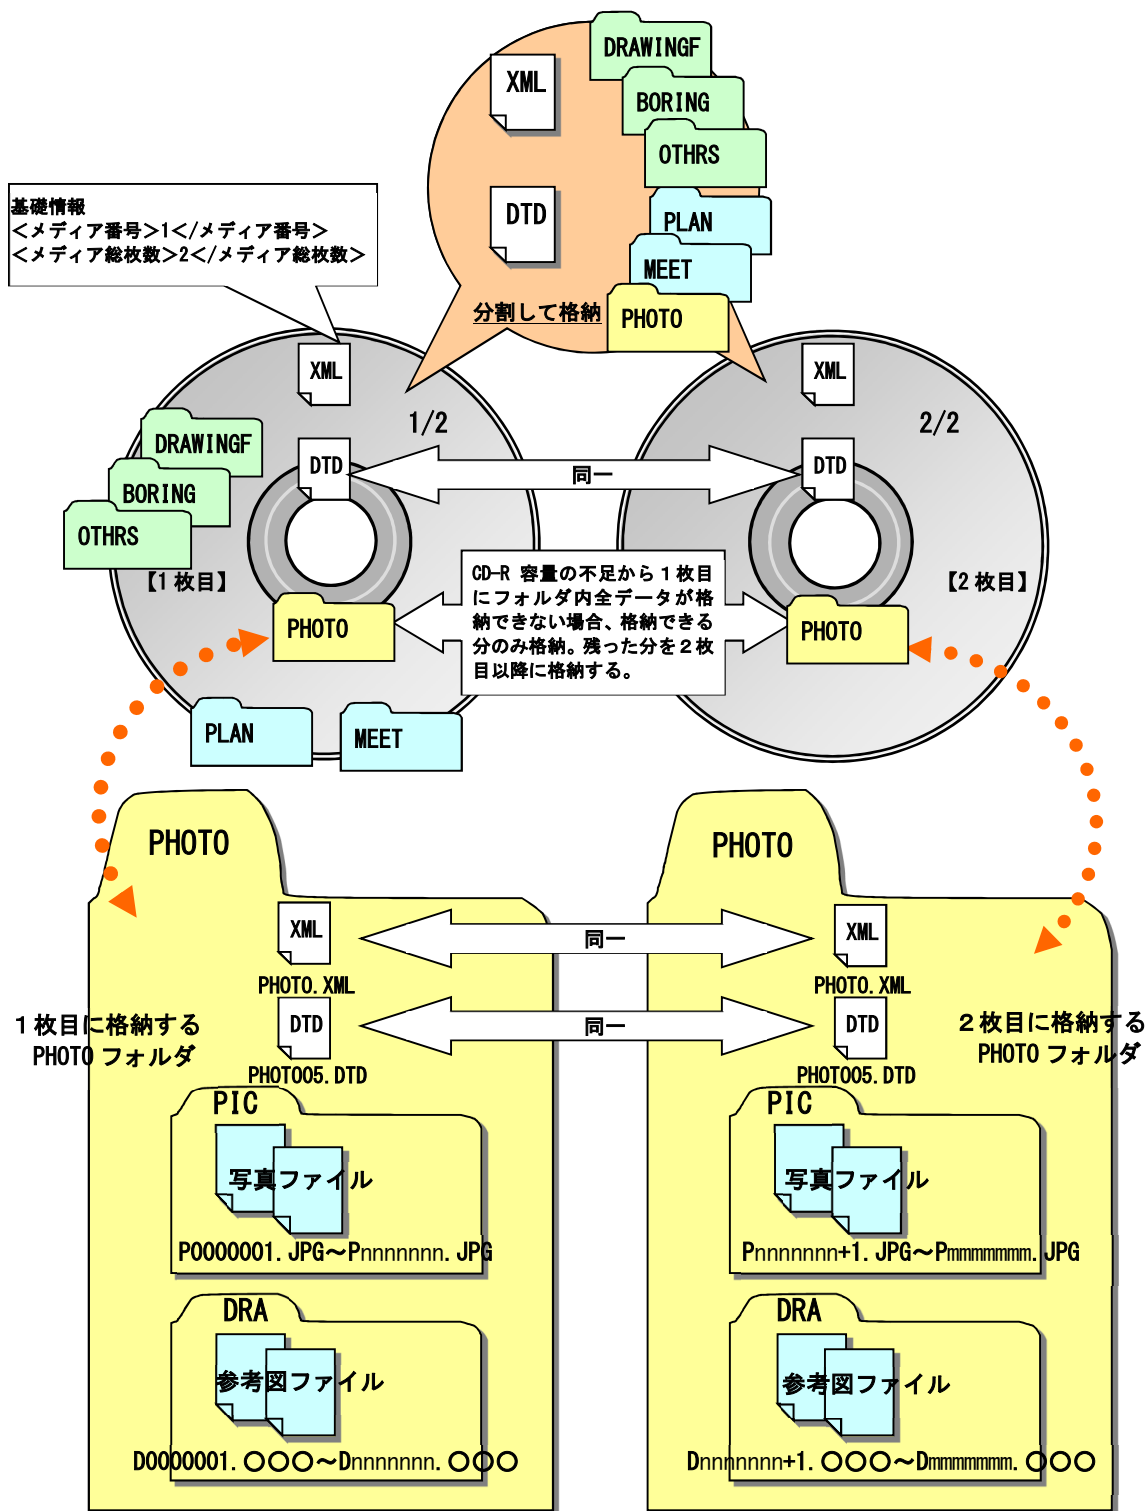 DRAWINGF
XML
BORING
OTHRS
DTD
PLAN
MEET
分割して格納
PHOTO
基礎情報
<メディア番号>1</メディア番号>
<メディア総枚数>2</メディア総枚数>
XML
1/2
DRAWINGF
DTD
BORING
OTHRS
【1枚目】
PHOTO
PLAN
MEET
同一
CD-R 容量の不足から1枚目
にフォルダ内全データが格
納できない場合、格納できる
分のみ格納。残った分を2枚
目以降に格納する。
XML
2/2
DTD
【2枚目】
PHOTO
PHOTO
XML
PHOTO.XML
1枚目に格納する
PHOTO フォルダ
DTD
PHOTO05.DTD
PIC
写真ファイル
P0000001.JPG～Pnnnnnnn.JPG
DRA
参考図ファイル
D0000001.○○○～Dnnnnnnn.○○○
同一
同一
PHOTO
XML
PHOTO.XML
2枚目に格納する
PHOTO フォルダ
DTD
PHOTO05.DTD
PIC
写真ファイル
Pnnnnnnn+1.JPG～Pmmmmmmm.JPG
DRA
参考図ファイル
Dnnnnnnn+1.○○○～Dmmmmmmm.○○○